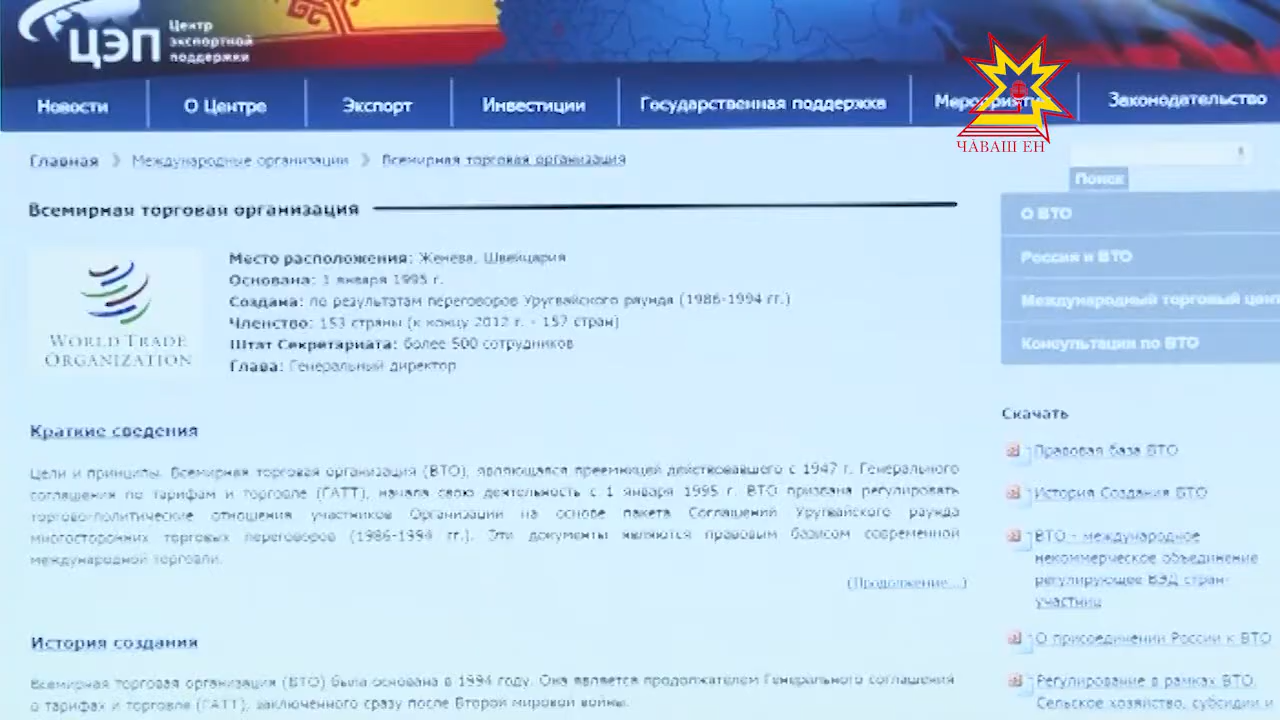 ЦЭП
Центр
экспортной
поддержки
Новости
О Центре
Экспорт
Инвестиции
Государственная поддержка
Законодательство
ЧĂВАШ ЕН
Главная
Международные организации
Всемирная торговая организация
Поиск
Всемирная торговая организация
WORLD TRADE
ORGANIZATION
Место расположения: Женева, Швейцария
Основана: 1 января 1995 г.
Создана: по результатам переговоров Уругвайского раунда (1986-1994 гг.)
Членство: 153 страны (к концу 2012 г. - 157 стран)
Штат Секретариата: более 500 сотрудников
Глава: Генеральный директор
О ВТО
Россия и ВТО
Международный торговый цент
Консультации по ВТО
Краткие сведения
Цели и принципы. Всемирная торговая организация (ВТО), являющаяся преемницей действовавшего с 1947 г. Генерального
соглашения по тарифам и торговле (ГАТТ), начала свою деятельность с 1 января 1995 г. ВТО призвана регулировать
торгово-политические отношения участников Организации на основе пакета Соглашений Уругвайского раунда
многосторонних торговых переговоров (1986-1994 гг.). Эти документы являются правовым базисом современной
международной торговли.
(Продолжение...)
История создания
Всемирная торговая организация (ВТО) была основана в 1994 году. Она является продолжателем Генерального соглашения
о тарифах и торговле (ГАТТ), заключенного сразу после Второй мировой войны.
Скачать
Правовая база ВТО
История Создания ВТО
ВТО - международное
некоммерческое объединение
регулирующее ВЭД стран-
участниц
О присоединении России к ВТО
Регулирование в рамках ВТО.
Сельское хозяйство, субсидии и